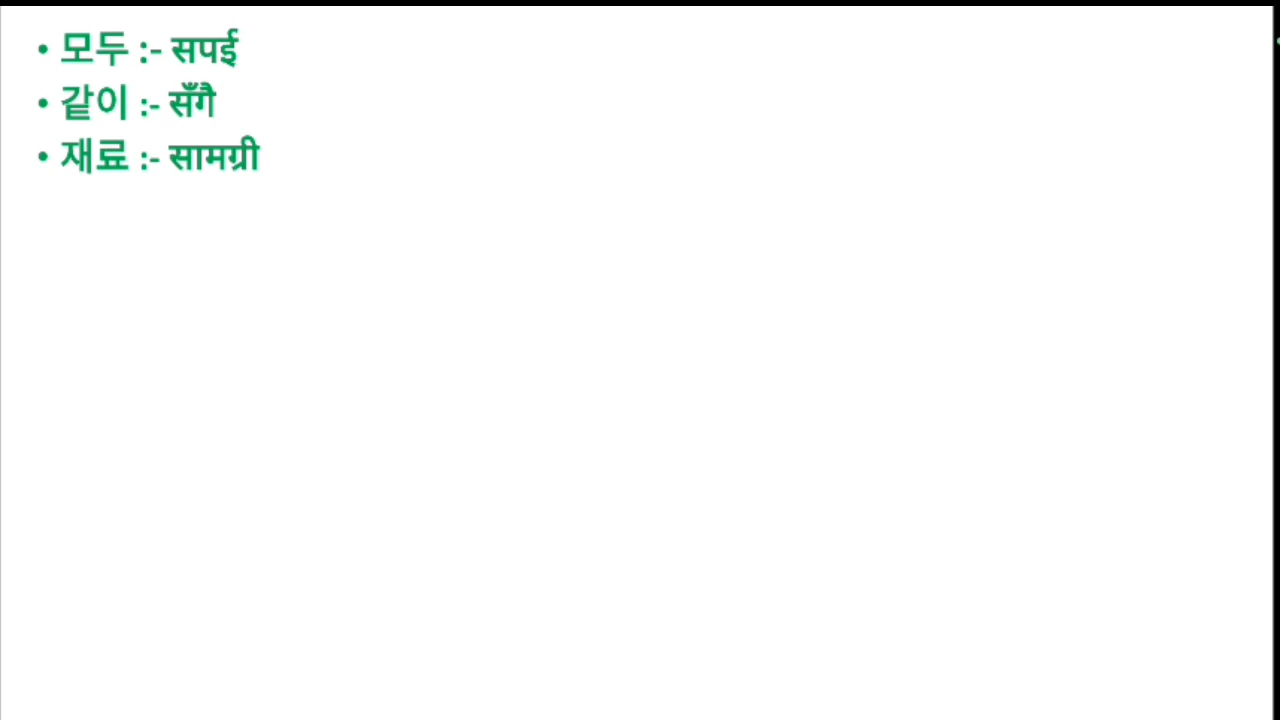 • 모두 :- सपई
• 같이 :- सँगै
• 재료 :- सामग्री